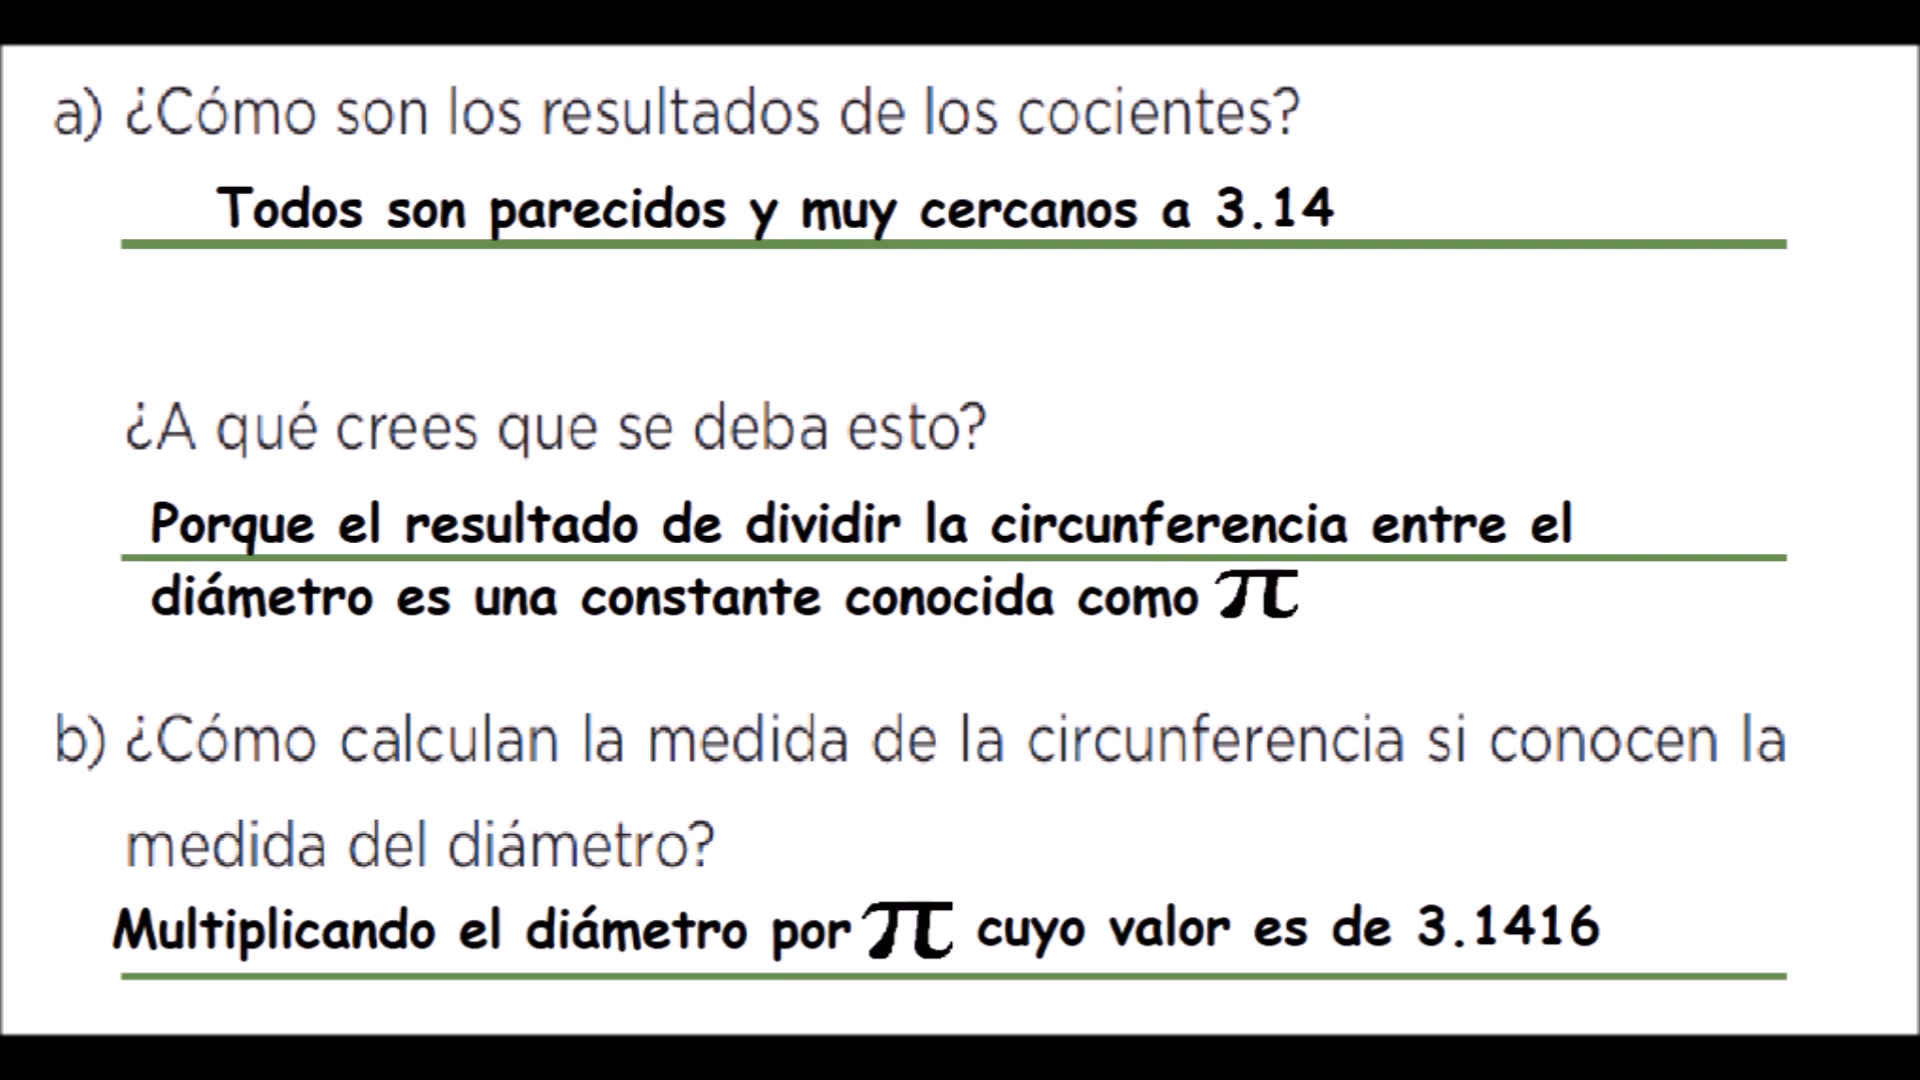 a) ¿Cómo son los resultados de los cocientes?
Todos son parecidos y muy cercanos a 3.14
¿A qué crees que se deba esto?
Porque el resultado de dividir la circunferencia entre el
diámetro es una constante conocida como π
b) ¿Cómo calculan la medida de la circunferencia si conocen la
medida del diámetro?
Multiplicando el diámetro por π cuyo valor es de 3.1416